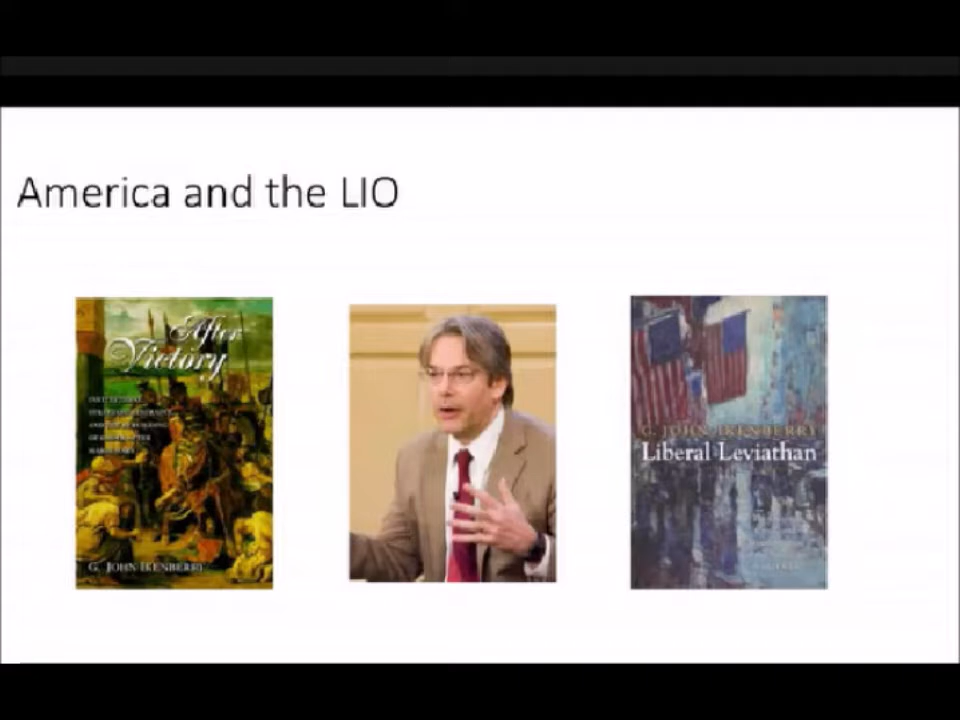 America and the LIO
After
Victory
G. JOHN IKENBERRY
G. JOHN IKENBERRY
Liberal Leviathan